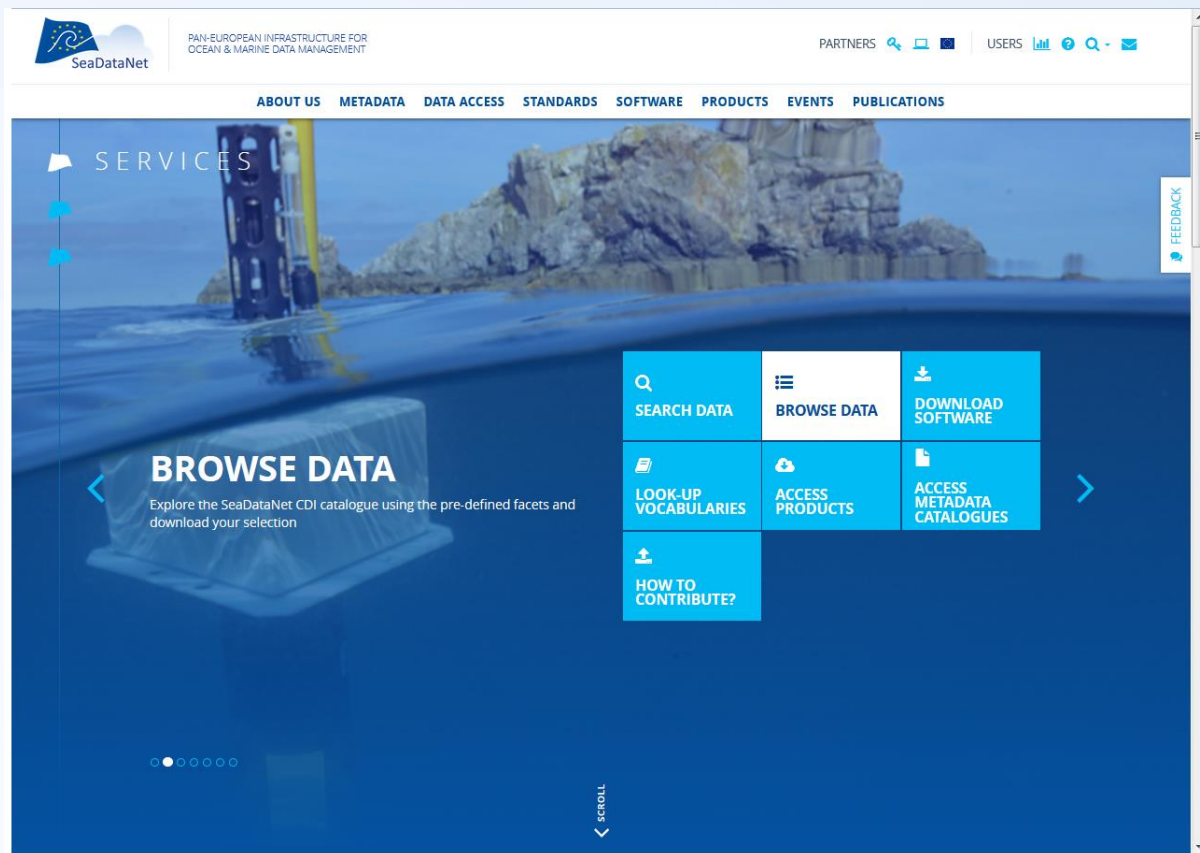 SeaDataNet
PAN-EUROPEAN INFRASTRUCTURE FOR
OCEAN & MARINE DATA MANAGEMENT
PARTNERS
USERS
ABOUT US METADATA DATA ACCESS STANDARDS SOFTWARE PRODUCTS EVENTS PUBLICATIONS
SERVICES
FEEDBACK
SEARCH DATA
BROWSE DATA
DOWNLOAD
SOFTWARE
LOOK-UP
VOCABULARIES
ACCESS
PRODUCTS
ACCESS
METADATA
CATALOGUES
HOW TO
CONTRIBUTE?
BROWSE DATA
Explore the SeaDataNet CDI catalogue using the pre-defined facets and
download your selection
SCROLL